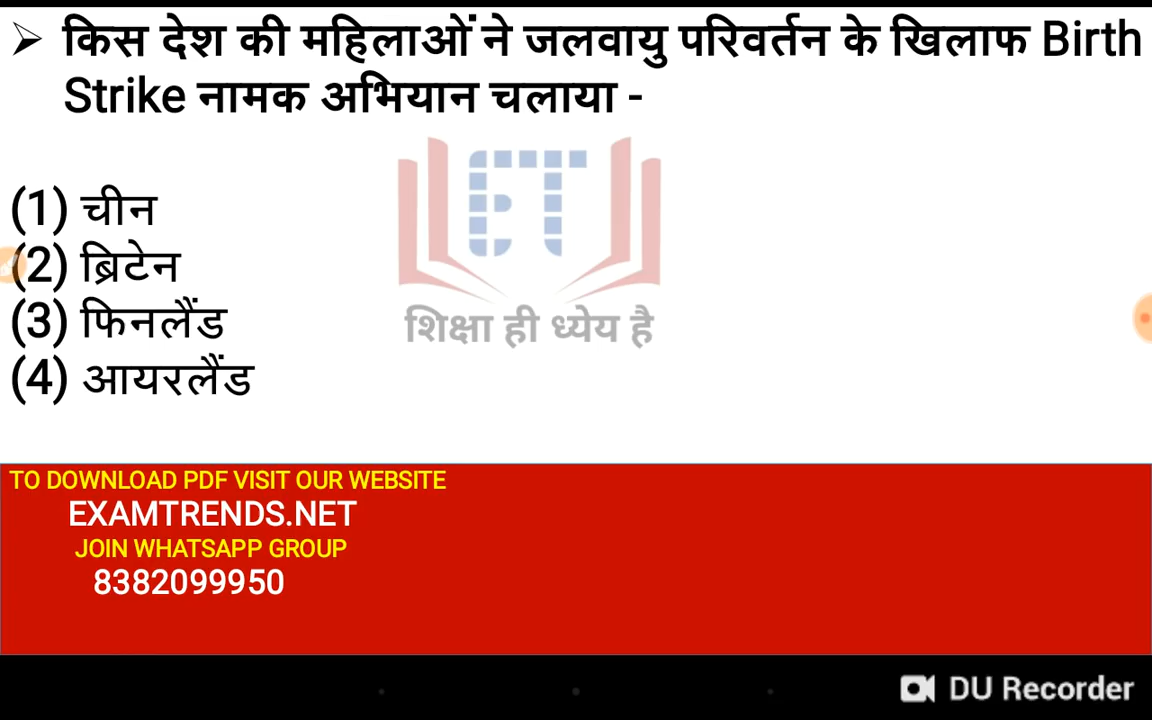 ➢ किस देश की महिलाओं ने जलवायु परिवर्तन के खिलाफ Birth
Strike नामक अभियान चलाया -
ET
शिक्षा ही ध्येय है
(1) चीन
(2) ब्रिटेन
(3) फिनलैंड
(4) आयरलैंड
TO DOWNLOAD PDF VISIT OUR WEBSITE
EXAMTRENDS.NET
JOIN WHATSAPP GROUP
8382099950
DU Recorder